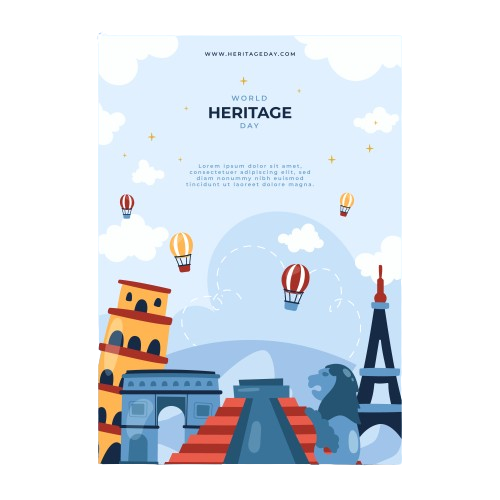 WWW.HERITAGEDAY.COM
WORLD
HERITAGE
DAY
Lorem ipsum dolor sit amet,
consectetuer adipiscing elit, sed
diam nonummy nibh euismod
tincidunt ut laoreet dolore magna.